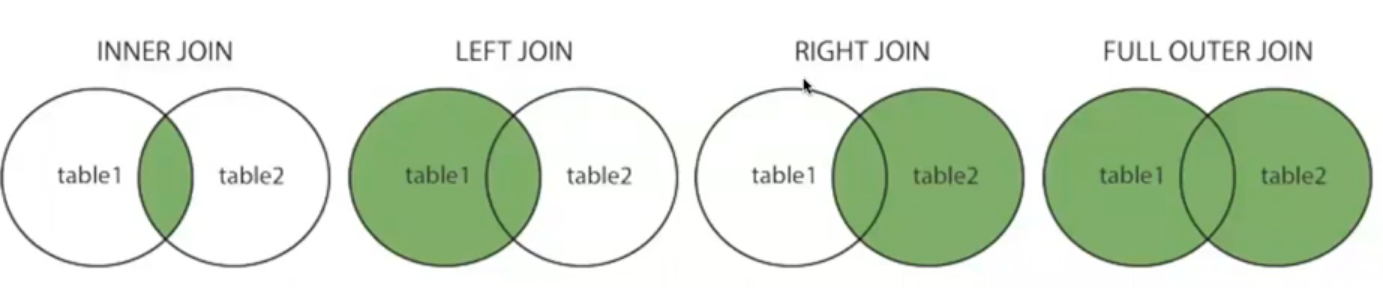 INNER JOIN
LEFT JOIN
RIGHT JOIN
FULL OUTER JOIN
table1
table2
table1
table2
table1
table2
table1
table2